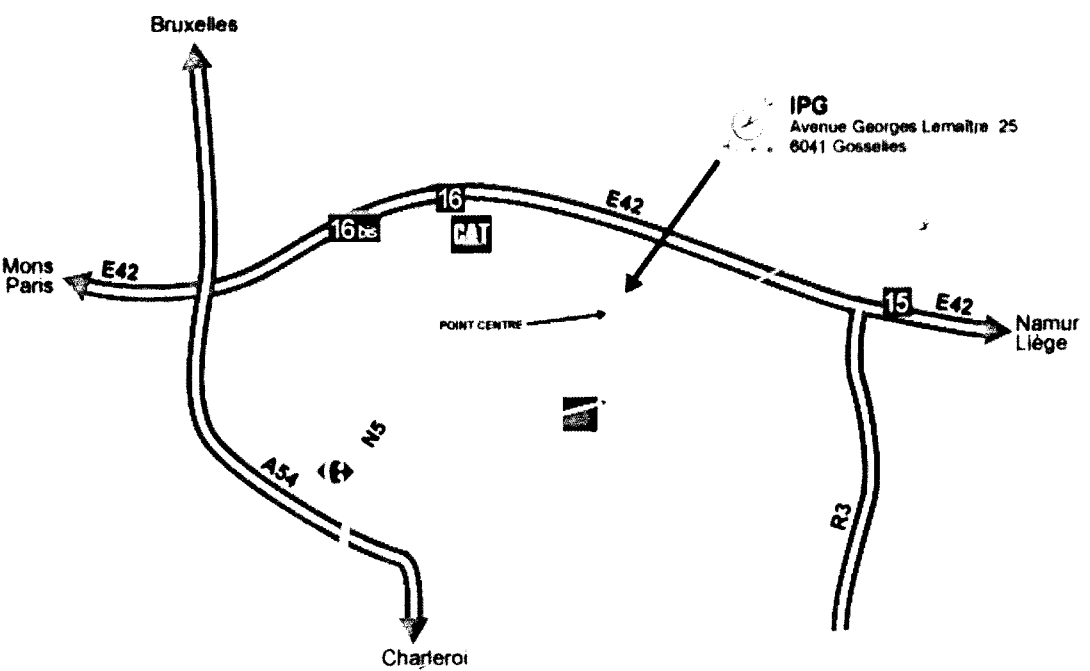 Bruxelles
IPG
Avenue Georges Lemaître 25
6041 Gosselies
E42
16
16 bis
CAT
Mons
Paris
E42
15
E42
Namur
Liège
POINT CENTRE
N5
A54
R3
Charleroi